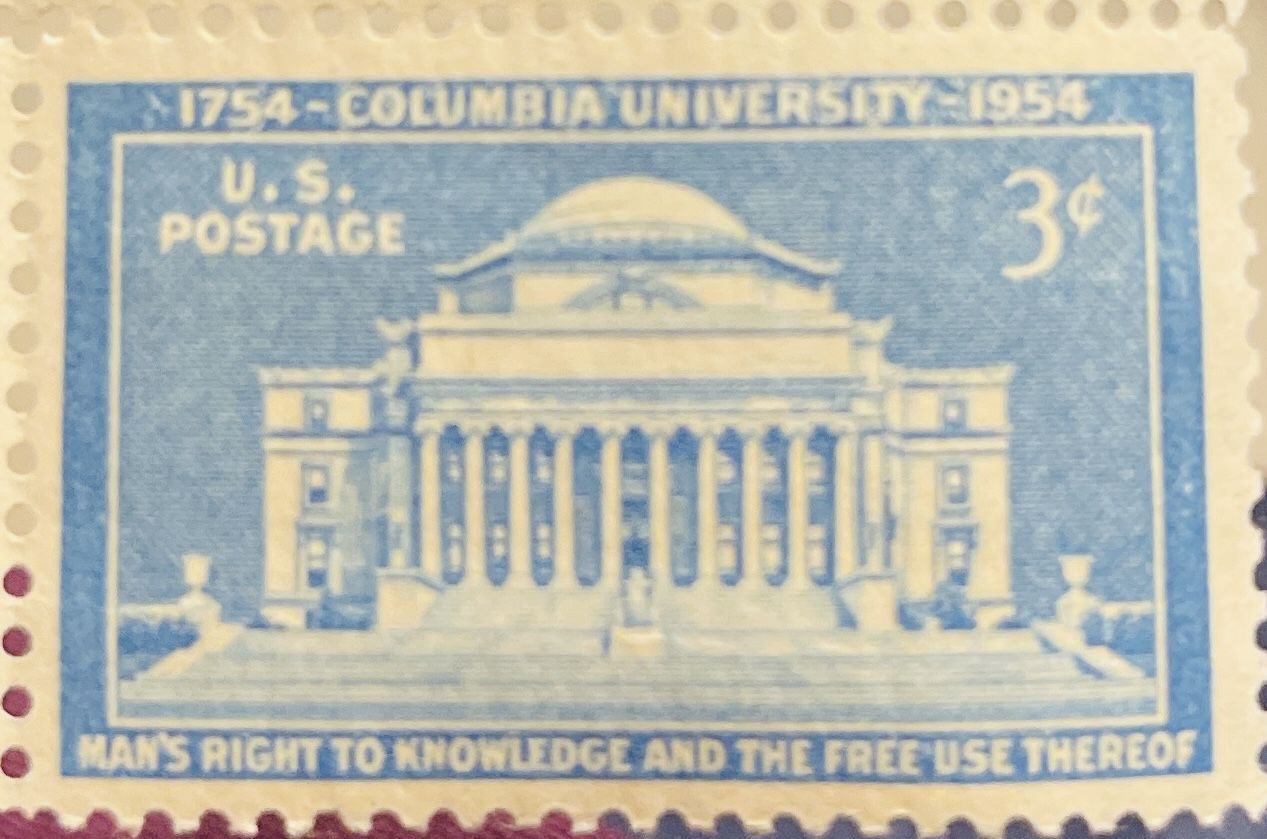 1754-COLUMBIA UNIVERSITY-1954
U. S.
POSTAGE
3¢
MAN'S RIGHT TO KNOWLEDGE AND THE FREE USE THEREOF